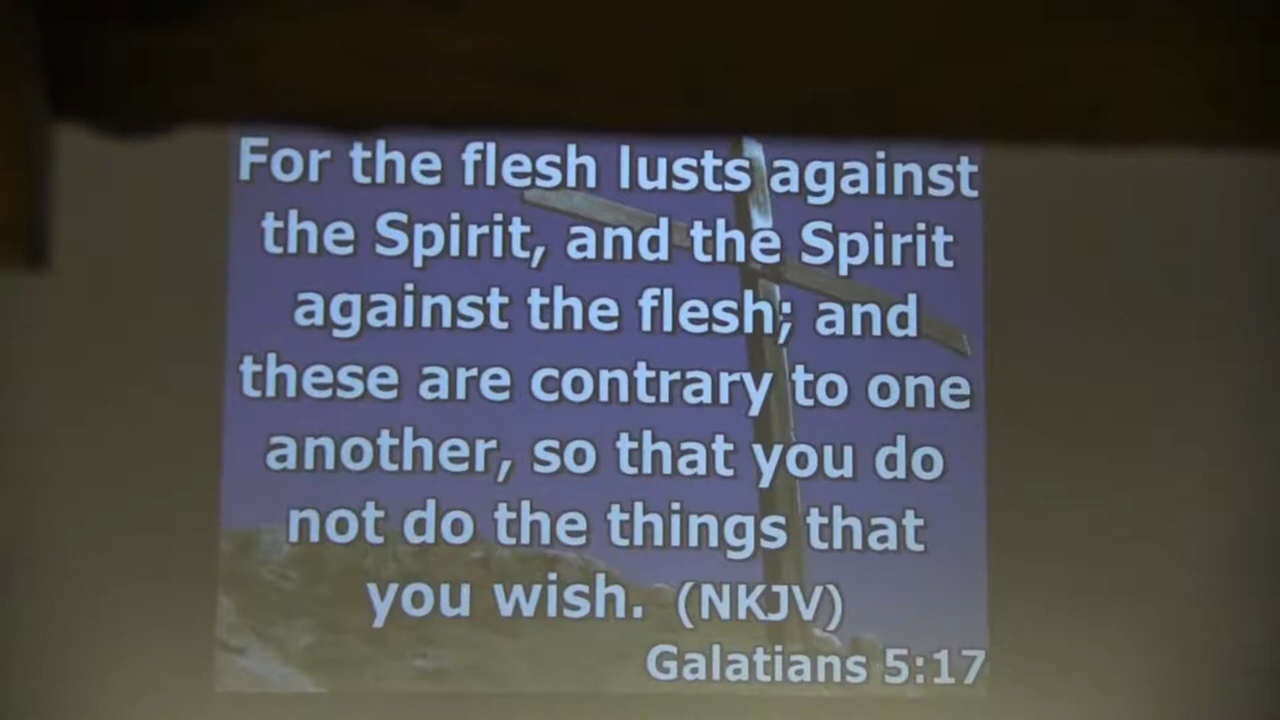 For the flesh lusts against
the Spirit, and the Spirit
against the flesh; and
these are contrary to one
another, so that you do
not do the things that
you wish. (NKJV)
Galatians 5:17